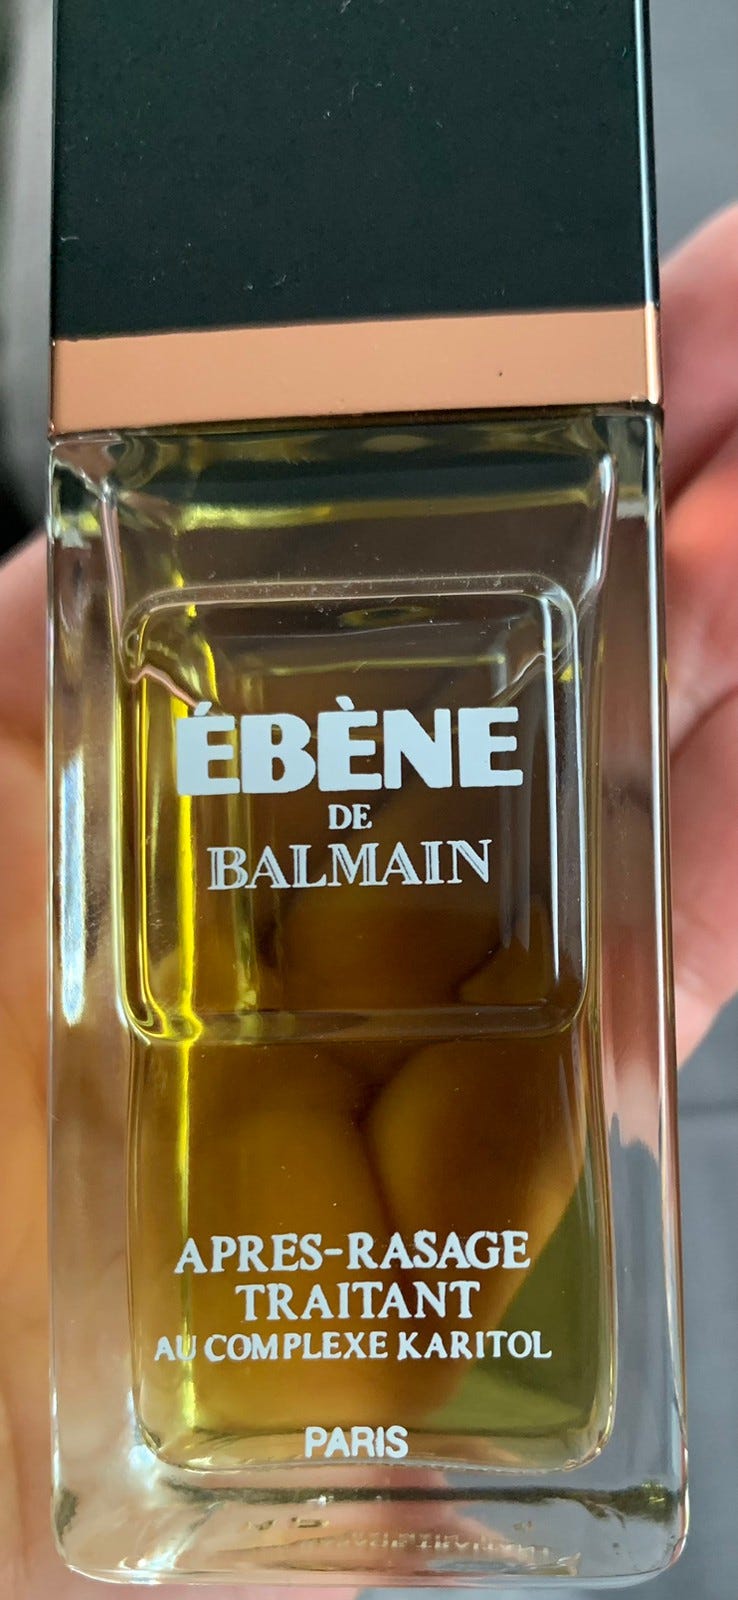 ÉBÈNE
DE
BALMAIN
APRES-RASAGE
TRAITANT
AU COMPLEXE KARITOL
PARIS